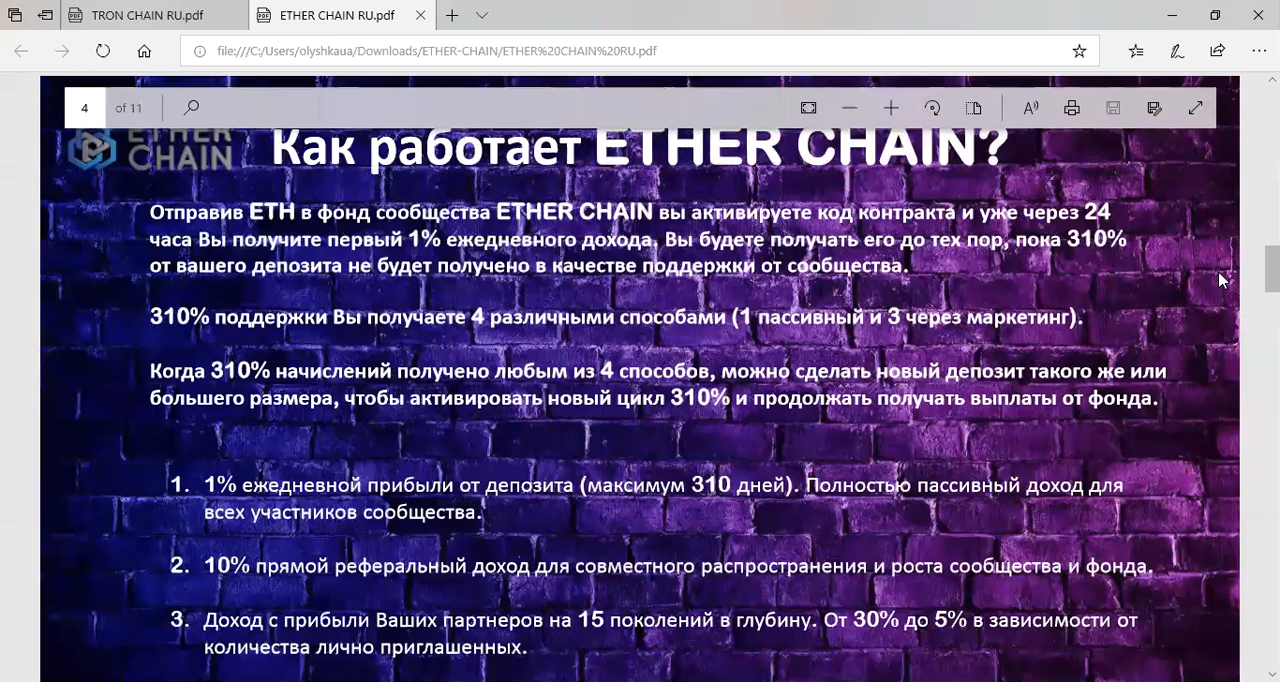 TRON CHAIN RU.pdf
ETHER CHAIN RU.pdf
file:///C:/Users/olyshkaua/Downloads/ETHER-CHAIN/ETHER%20CHAIN%20RU.pdf
4 of 11
ETHER
CHAIN
Как работает ETHER CHAIN?
Отправив ETH в фонд сообщества ETHER CHAIN вы активируете код контракта и уже через 24
часа Вы получите первый 1% ежедневного дохода. Вы будете получать его до тех пор, пока 310%
от вашего депозита не будет получено в качестве поддержки от сообщества.
310% поддержки Вы получаете 4 различными способами (1 пассивный и 3 через маркетинг).
Когда 310% начислений получено любым из 4 способов, можно сделать новый депозит такого же или
большего размера, чтобы активировать новый цикл 310% и продолжать получать выплаты от фонда.
1. 1% ежедневной прибыли от депозита (максимум 310 дней). Полностью пассивный доход для
всех участников сообщества.
2. 10% прямой реферальный доход для совместного распространения и роста сообщества и фонда.
3. Доход с прибыли Ваших партнеров на 15 поколений в глубину. От 30% до 5% в зависимости от
количества лично приглашенных.